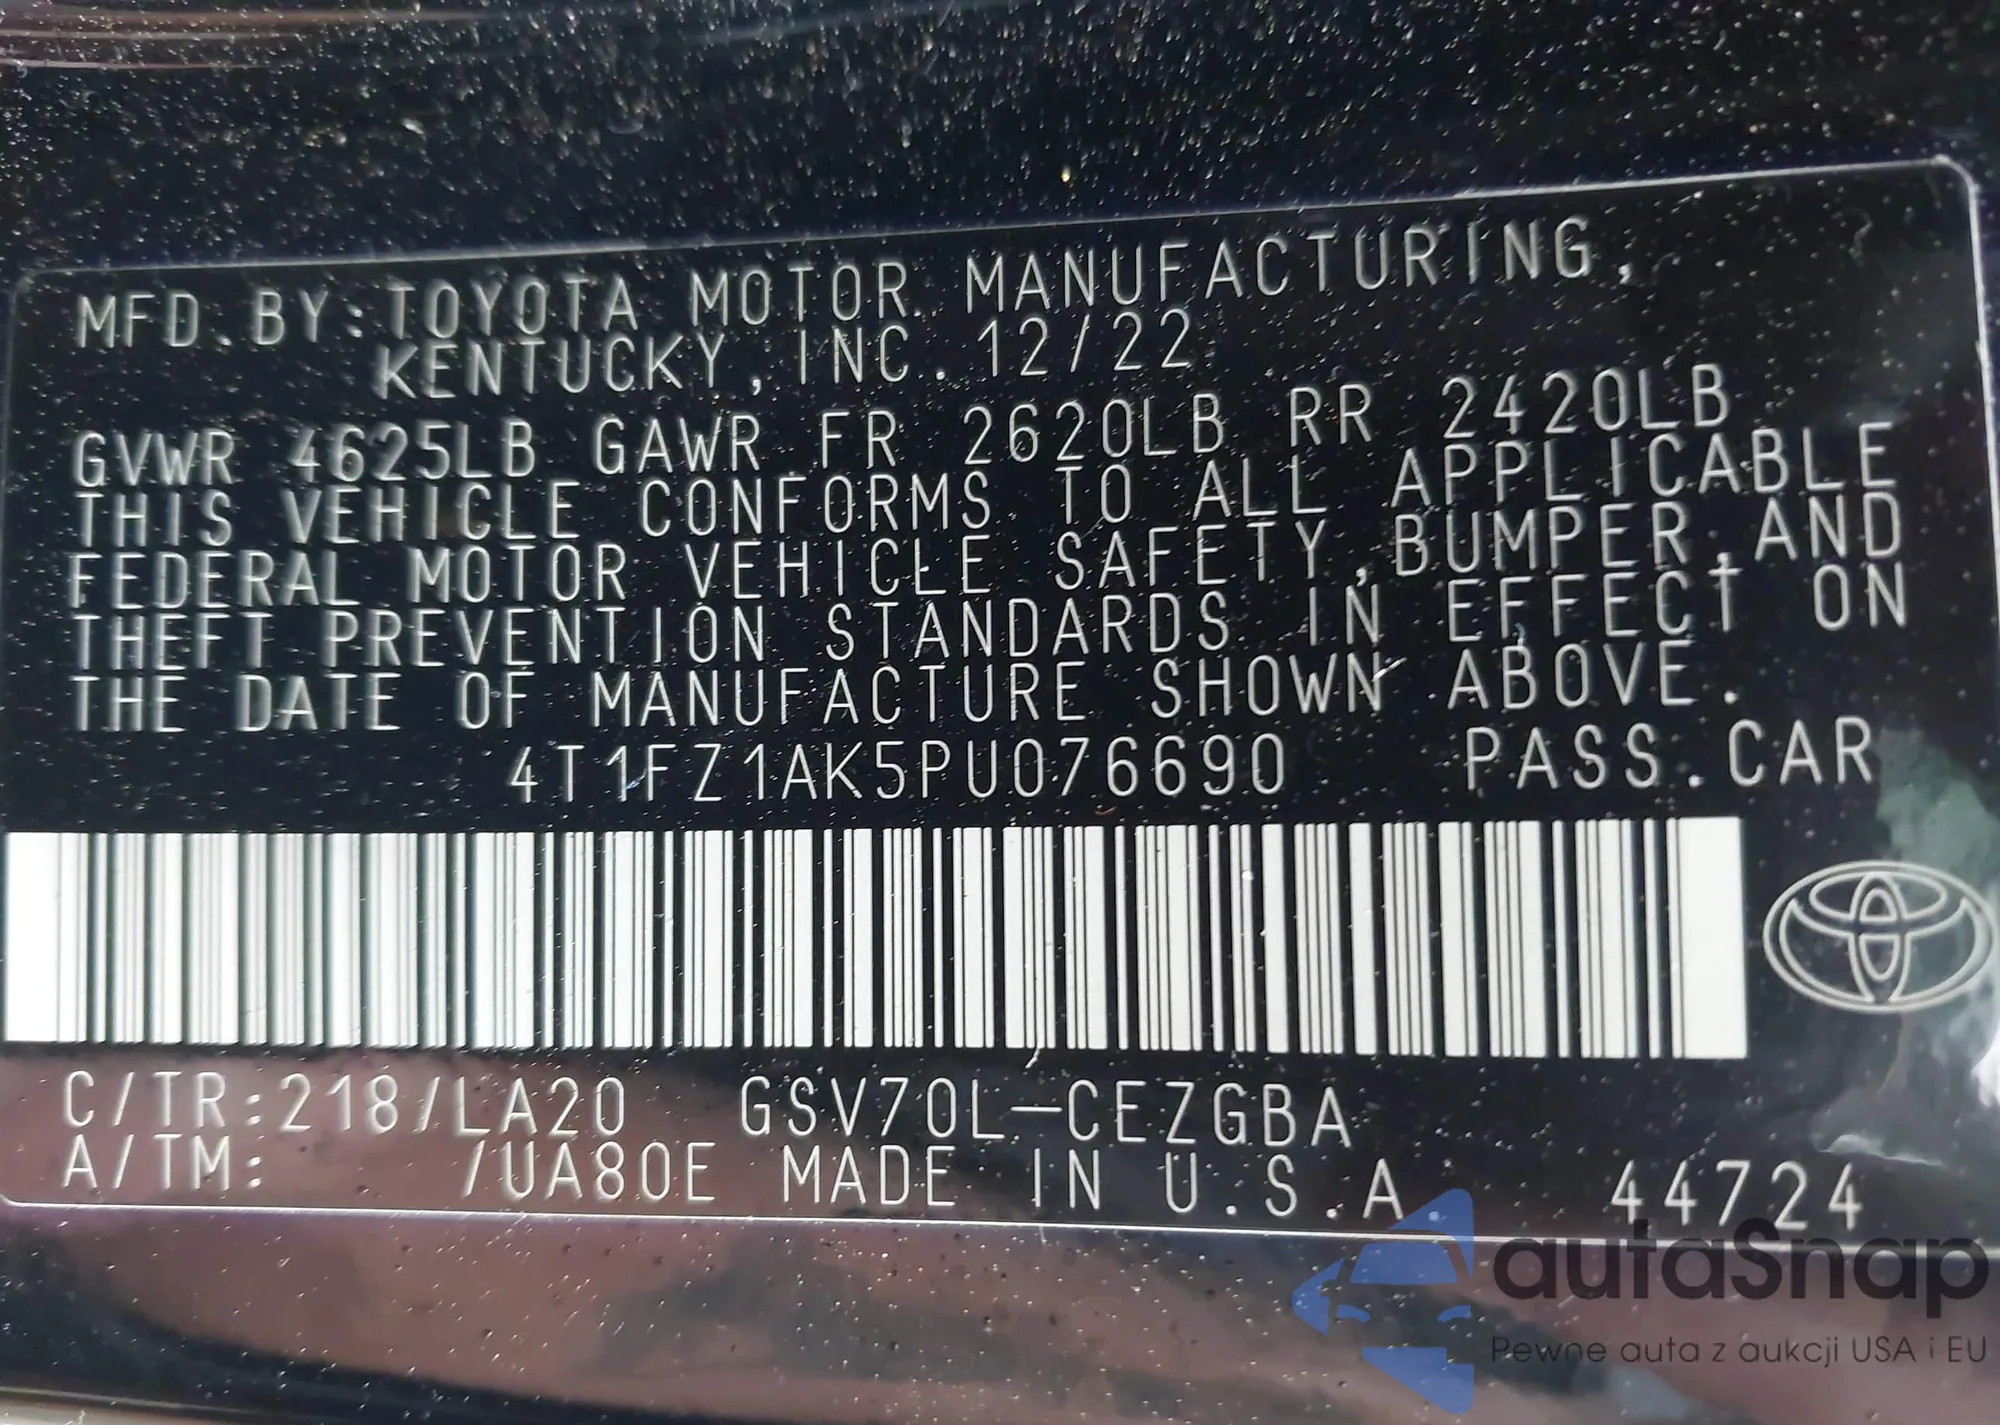 MFD. BY: TOYOTA MOTOR MANUFACTURING,
KENTUCKY, INC. 12/22
GVWR 4625LB GAWR FR 2620LB RR 2420LB
THIS VEHICLE CONFORMS TO ALL APPLICABLE
FEDERAL MOTOR VEHICLE SAFETY, BUMPER, AND
THEFT PREVENTION STANDARDS IN EFFECT ON
THE DATE OF MANUFACTURE SHOWN ABOVE.
4T1FZ1AK5PU076690 PASS. CAR
C/TR:218/LA20 GSV70L-CEZGBA
A/TM: /UA80E MADE IN U.S.A. 44724
autaSnap
Pewne auta z aukcji USA i EU